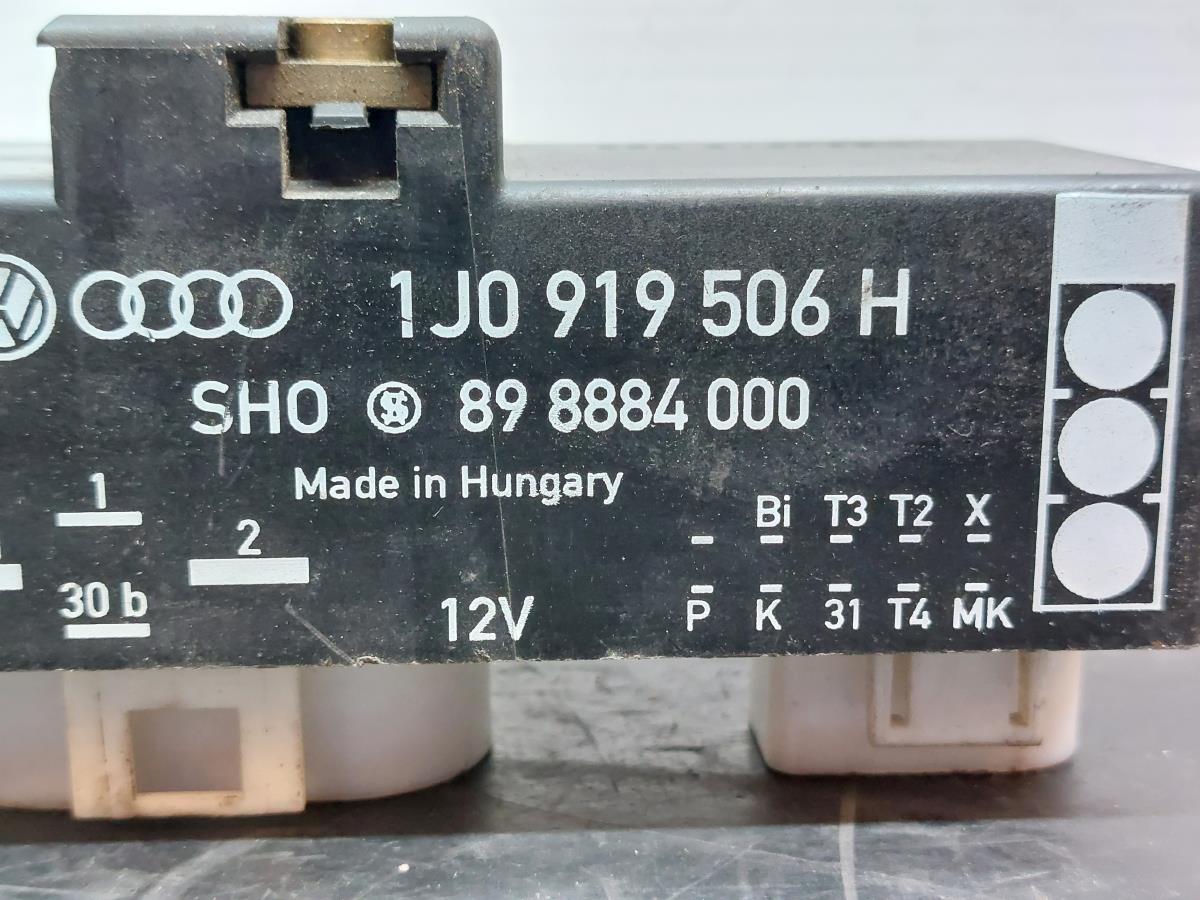 1J0 919 506 H
SHO 89 8884 000
Made in Hungary
1
2
30 b
12V
Bi T3 T2 X
P K 31 T4 MK